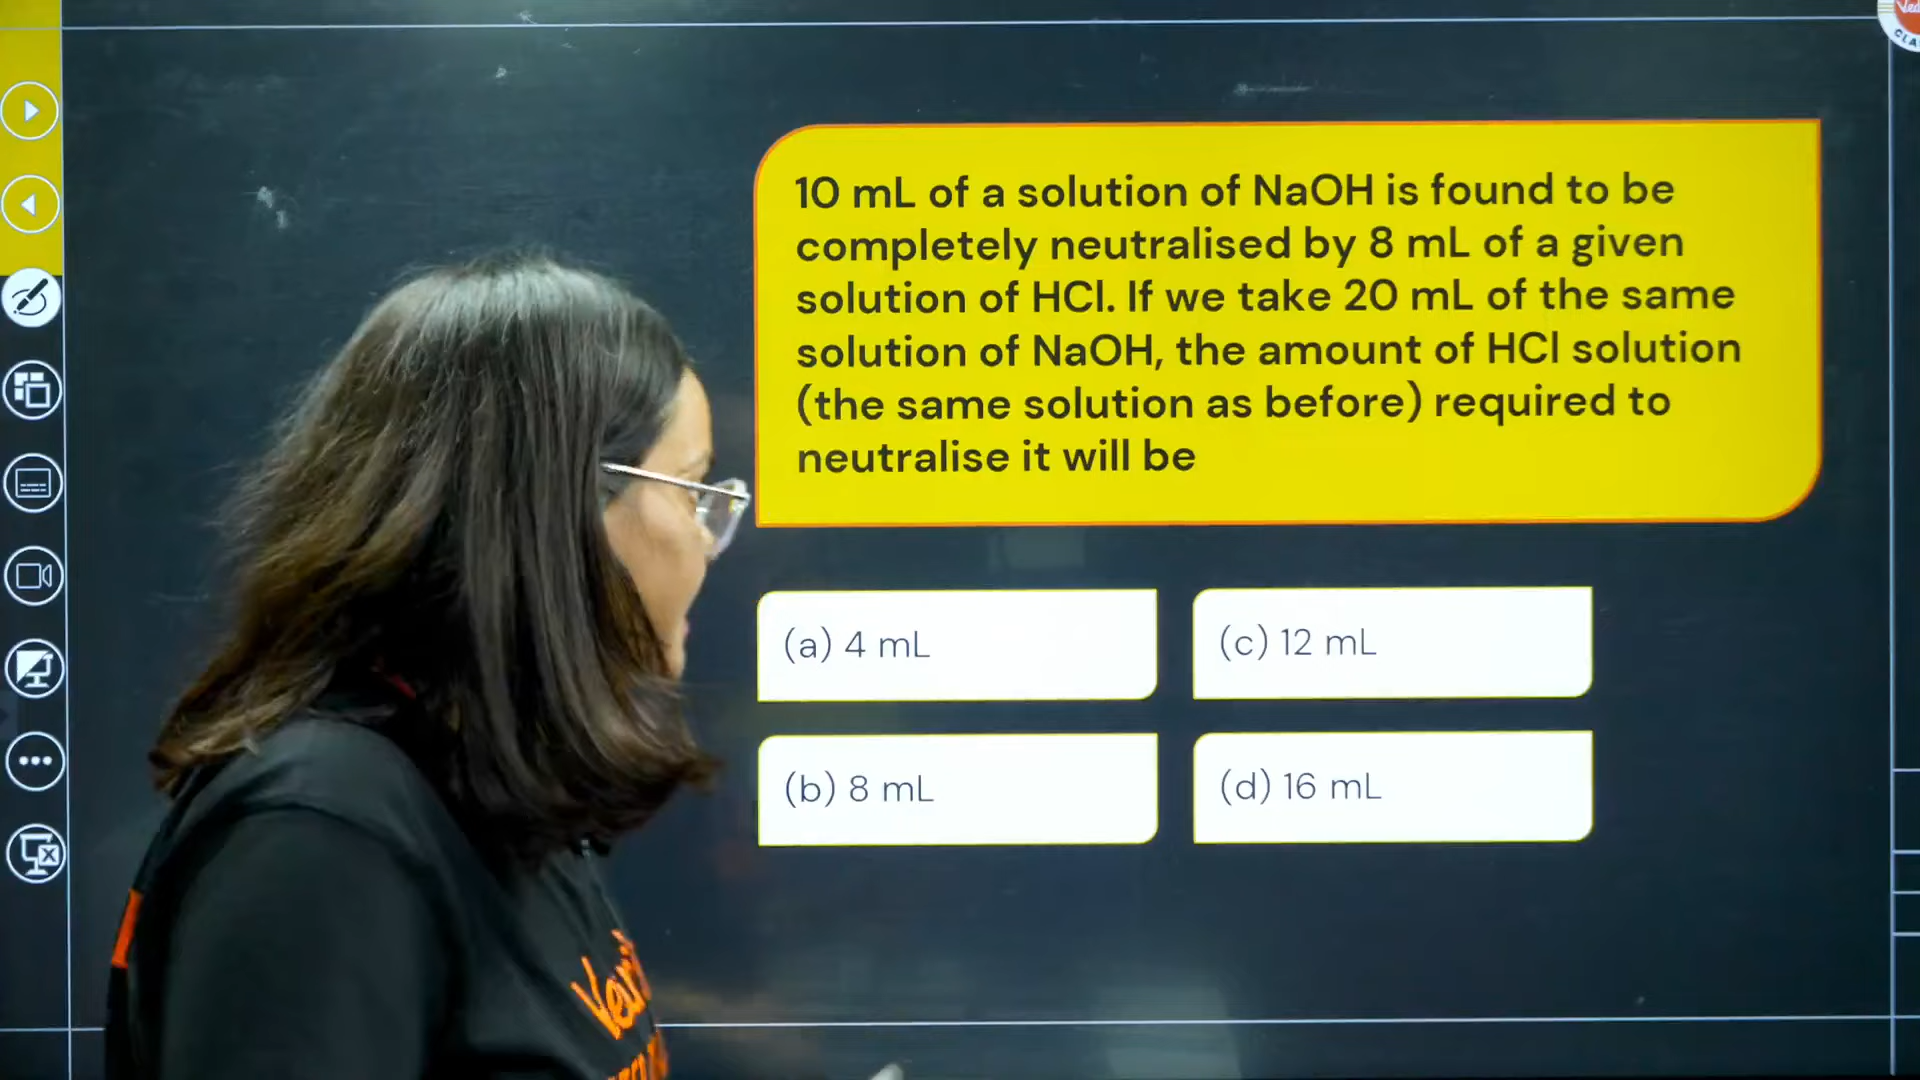 10 mL of a solution of NaOH is found to be
completely neutralised by 8 mL of a given
solution of HCl. If we take 20 mL of the same
solution of NaOH, the amount of HCl solution
(the same solution as before) required to
neutralise it will be
(a) 4 mL
(c) 12 mL
(b) 8 mL
(d) 16 mL